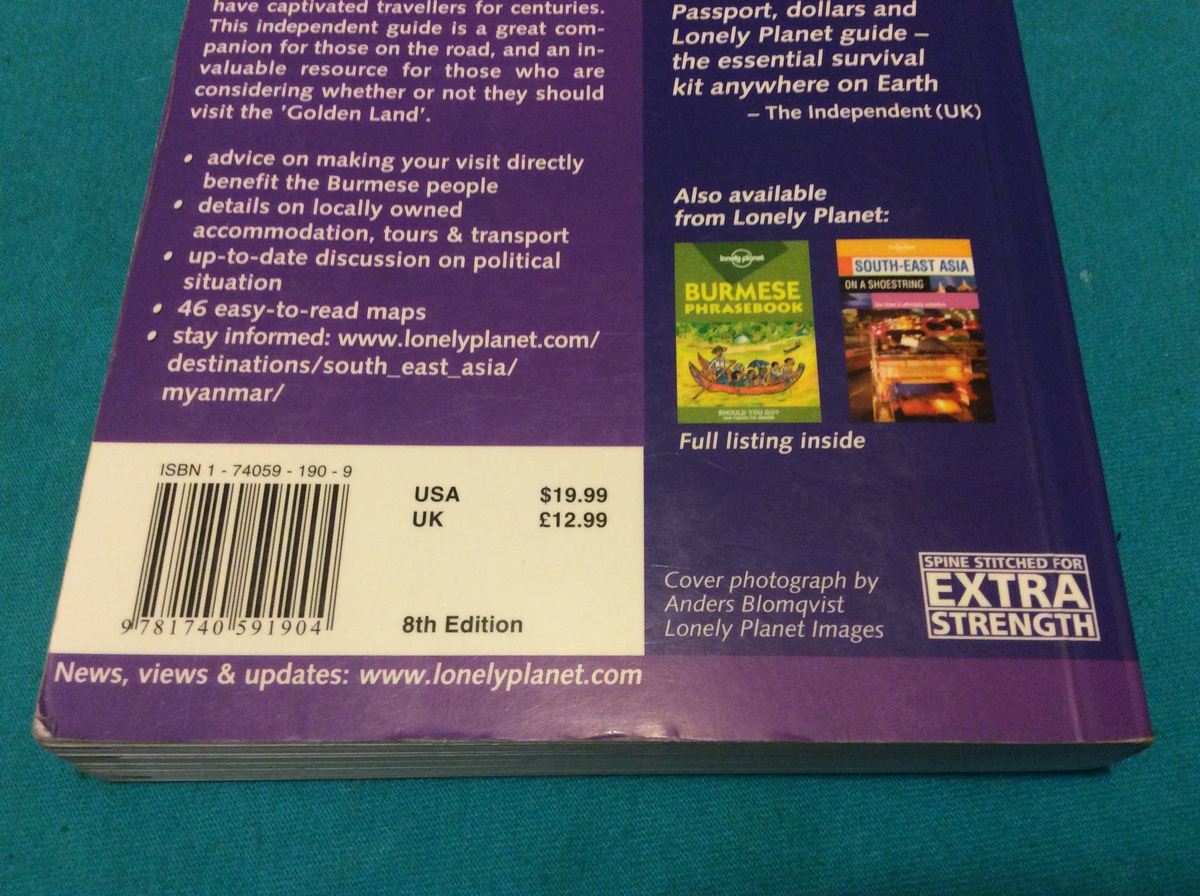 have captivated travellers for centuries.
This independent guide is a great com-
panion for those on the road, and an in-
valuable resource for those who are
considering whether or not they should
visit the 'Golden Land'.
• advice on making your visit directly
benefit the Burmese people
• details on locally owned
accommodation, tours & transport
• up-to-date discussion on political
situation
• 46 easy-to-read maps
• stay informed: www.lonelyplanet.com/
destinations/south_east_asia/
myanmar/
ISBN 1 - 74059 - 190 - 9
USA $19.99
UK £12.99
9 781740 591904
8th Edition
News, views & updates: www.lonelyplanet.com
Passport, dollars and
Lonely Planet guide –
the essential survival
kit anywhere on Earth
– The Independent (UK)
Also available
from Lonely Planet:
lonely planet
BURMESE
PHRASEBOOK
SHOULD YOU GO?
SOUTH-EAST ASIA
ON A SHOESTRING
Full listing inside
Cover photograph by
Anders Blomqvist
Lonely Planet Images
SPINE STITCHED FOR
EXTRA
STRENGTH